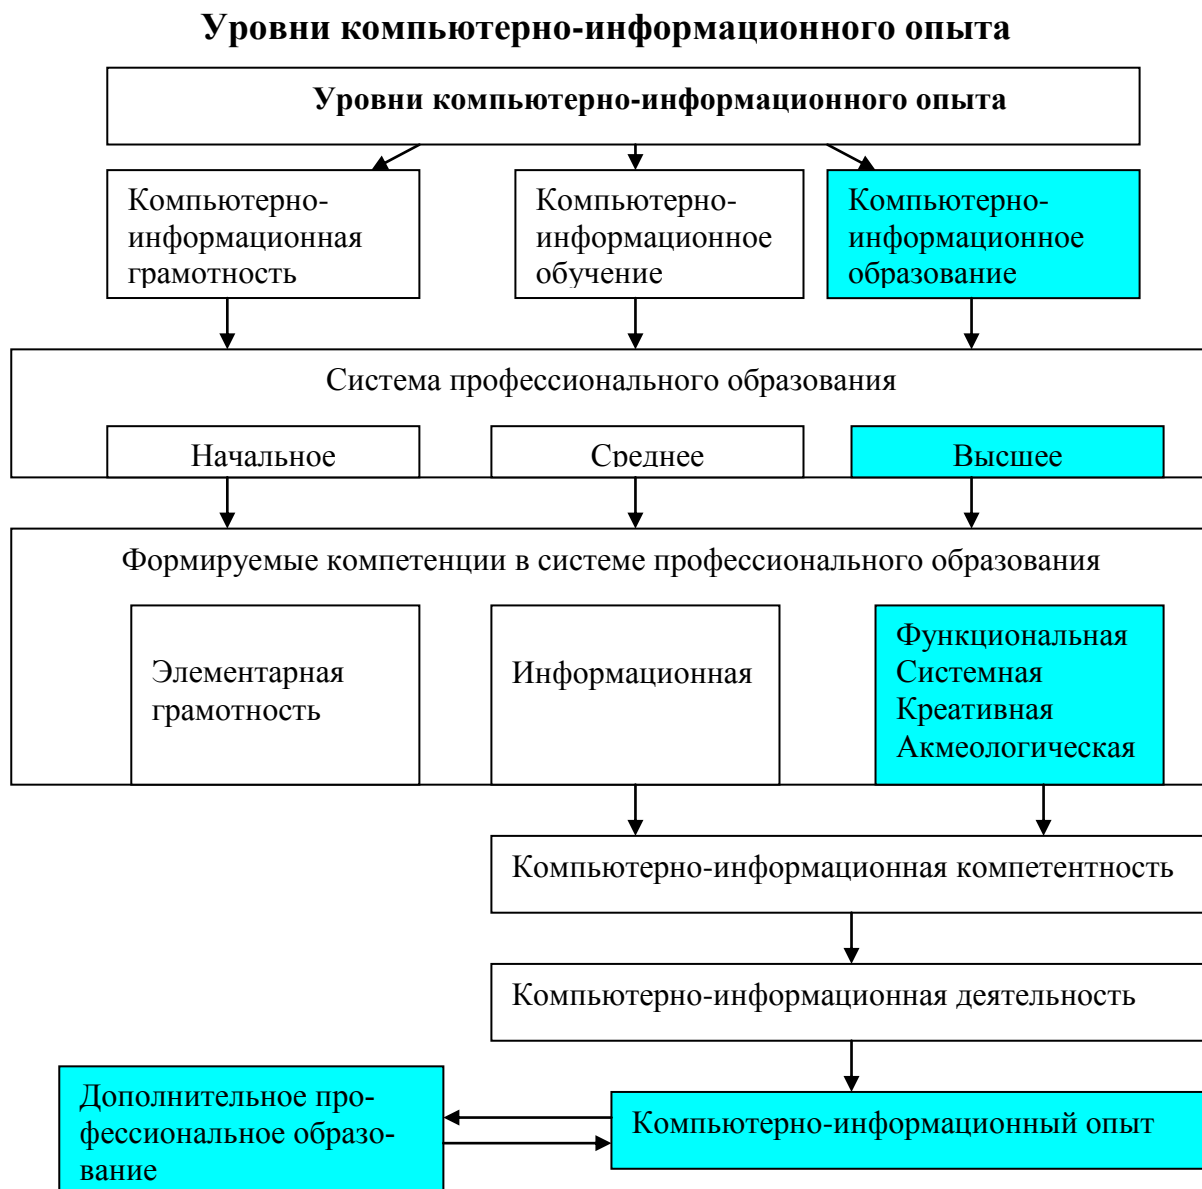 Уровни компьютерно-информационного опыта
Уровни компьютерно-информационного опыта
Компьютерно-
информационная
грамотность
Компьютерно-
информационное
обучение
Компьютерно-
информационное
образование
Система профессионального образования
Начальное
Среднее
Высшее
Формируемые компетенции в системе профессионального образования
Элементарная
грамотность
Информационная
Функциональная
Системная
Креативная
Акмеологическая
Компьютерно-информационная компетентность
Компьютерно-информационная деятельность
Дополнительное про-
фессиональное образо-
вание
Компьютерно-информационный опыт